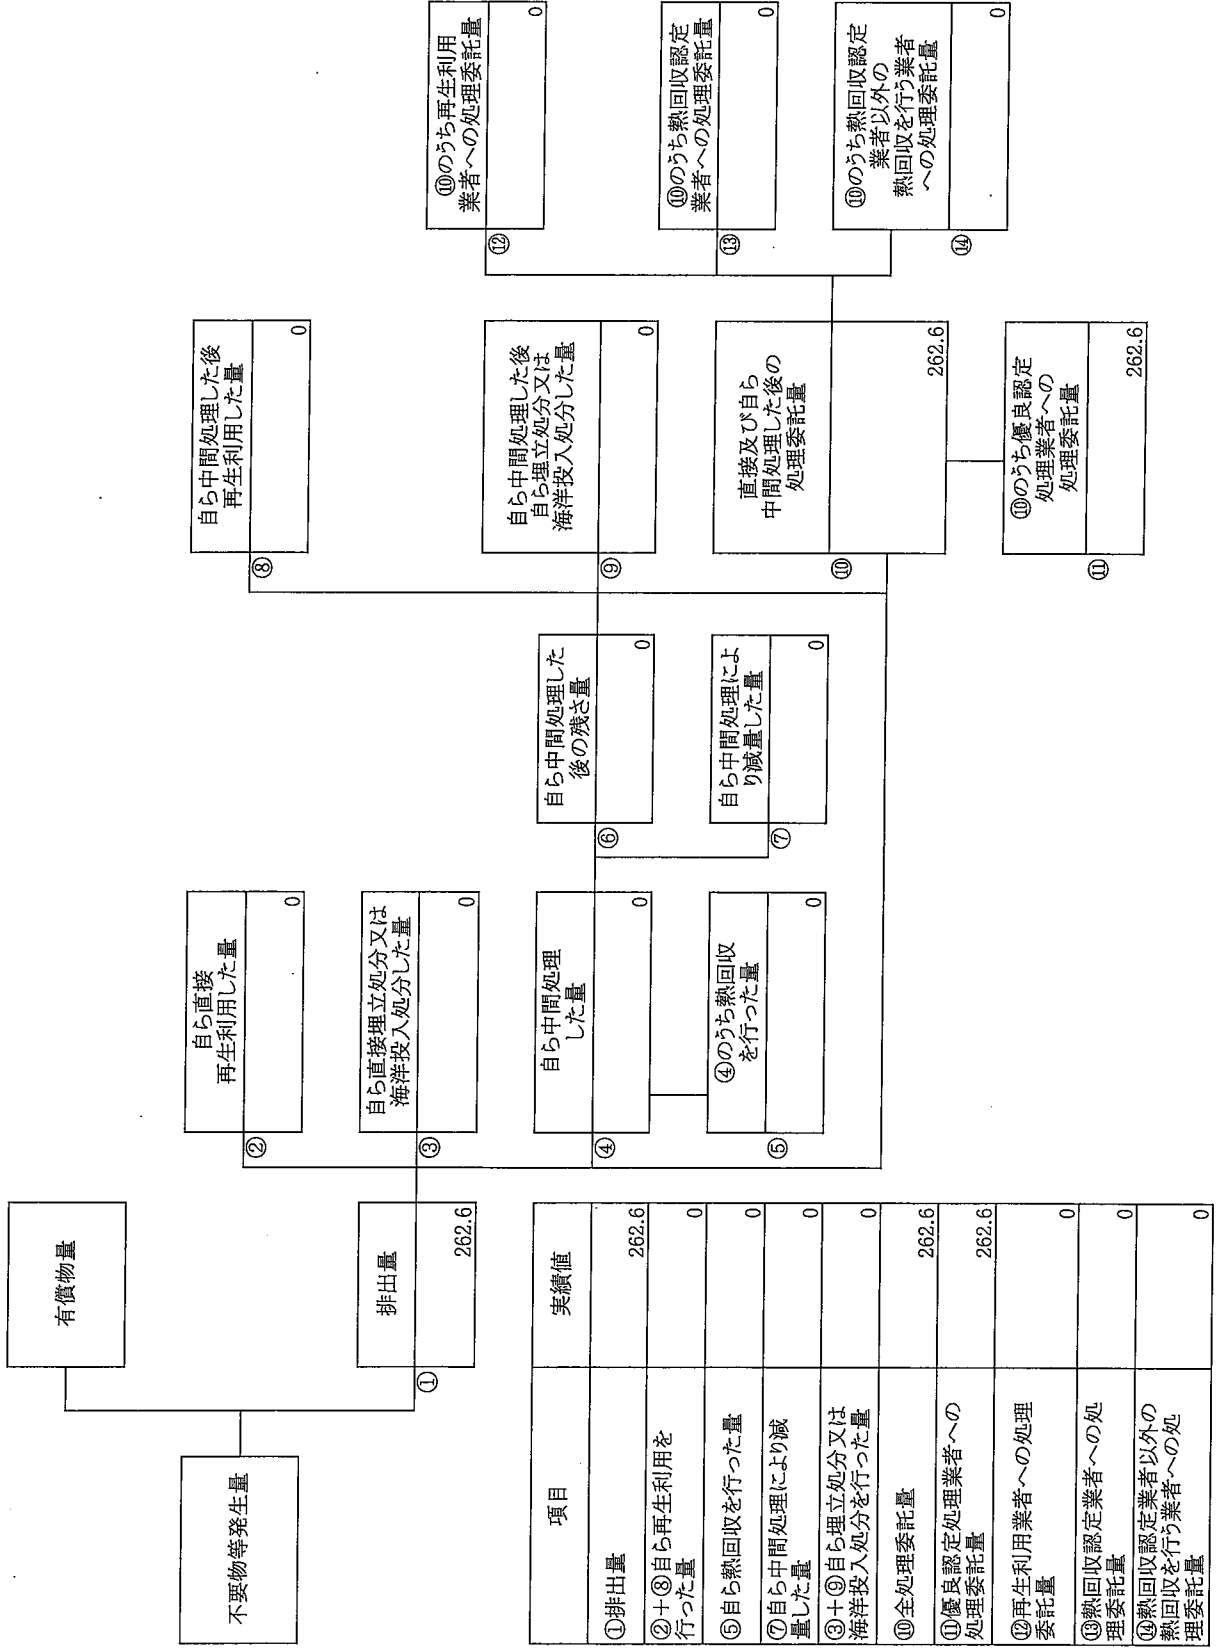 不要物等発生量
有償物量
①
排出量
262.6
②
自ら直接
再生利用した量
0
③
自ら直接埋立処分又は
海洋投入処分した量
0
④
自ら中間処理
した量
0
⑤
④のうち熱回収
を行った量
0
⑥
自ら中間処理した
後の残さ量
0
⑦
自ら中間処理によ
り減量した量
0
⑧
自ら中間処理した後
再生利用した量
0
⑨
自ら中間処理した後
自ら埋立処分又は
海洋投入処分した量
0
⑩
直接及び自ら
中間処理した後の
処理委託量
262.6
⑪
⑩のうち優良認定
処理業者への
処理委託量
262.6
⑫
⑩のうち再生利用
業者への処理委託量
0
⑬
⑩のうち熱回収認定
業者への処理委託量
0
⑭
⑩のうち熱回収認定
業者以外の
熱回収を行う業者
への処理委託量
0
項目 実績値
①排出量 262.6
②+⑧自ら再生利用を
行った量 0
⑤自ら熱回収を行った量 0
⑦自ら中間処理により減
量した量 0
③+⑨自ら埋立処分又は
海洋投入処分を行った量 0
⑩全処理委託量 262.6
⑪優良認定処理業者への
処理委託量 262.6
⑫再生利用業者への処理
委託量 0
⑬熱回収認定業者への処
理委託量 0
⑭熱回収認定業者以外の
熱回収を行う業者への処
理委託量 0